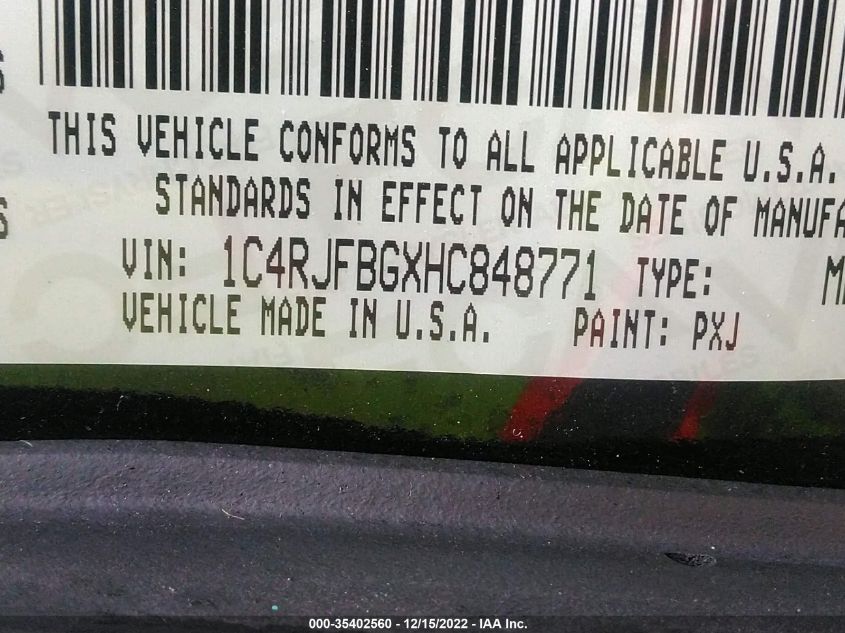 THIS VEHICLE CONFORMS TO ALL APPLICABLE U.S.A.
STANDARDS IN EFFECT ON THE DATE OF
VIN: 1C4RJFBGXHC848771 TYPE:
VEHICLE MADE IN U.S.A. PAINT: PXJ
000-35402560 - 12/15/2022 - IAA Inc.